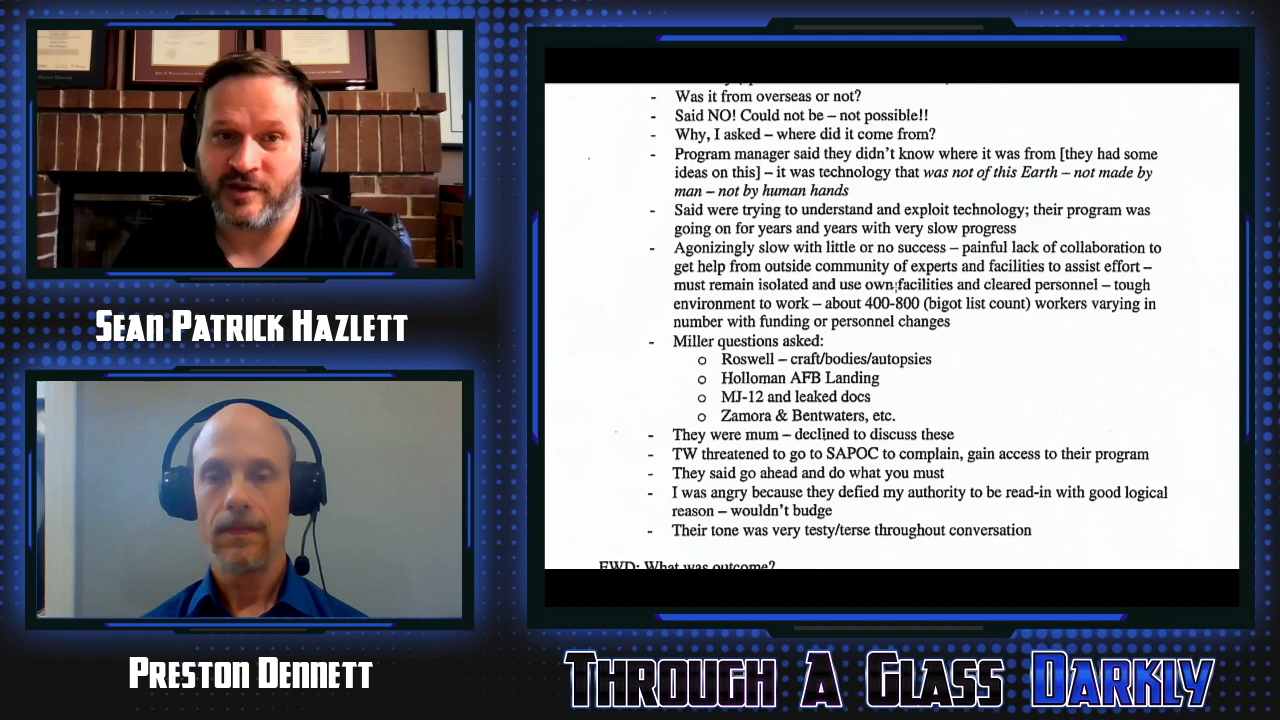 SEAN PATRICK HAZLETT
PRESTON DENNETT
- Was it from overseas or not?
- Said NO! Could not be – not possible!!
- Why, I asked – where did it come from?
- Program manager said they didn't know where it was from [they had some
ideas on this] – it was technology that was not of this Earth – not made by
man – not by human hands
- Said were trying to understand and exploit technology; their program was
going on for years and years with very slow progress
- Agonizingly slow with little or no success – painful lack of collaboration to
get help from outside community of experts and facilities to assist effort –
must remain isolated and use own facilities and cleared personnel – tough
environment to work – about 400-800 (bigot list count) workers varying in
number with funding or personnel changes
- Miller questions asked:
o Roswell – craft/bodies/autopsies
o Holloman AFB Landing
o MJ-12 and leaked docs
o Zamora & Bentwaters, etc.
- They were mum – declined to discuss these
- TW threatened to go to SAPOC to complain, gain access to their program
- They said go ahead and do what you must
- I was angry because they defied my authority to be read-in with good logical
reason – wouldn't budge
- Their tone was very testy/terse throughout conversation
EWD: What was outcome?
THROUGH A GLASS DARKLY